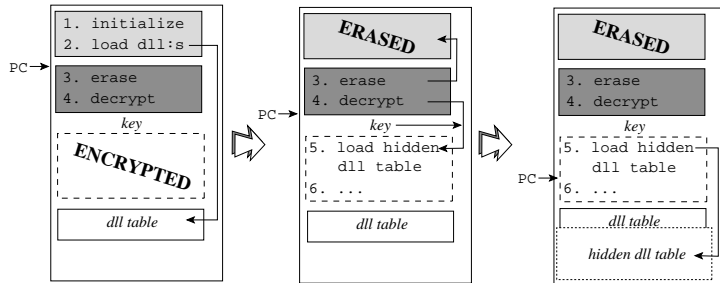 1. initialize
2. load dll:s
PC
3. erase
4. decrypt
key
ENCRYPTED
dll table
ERASED
3. erase
4. decrypt
PC
key
5. load hidden
dll table
6. ...
dll table
ERASED
3. erase
4. decrypt
key
5. load hidden
dll table
PC
6. ...
dll table
hidden dll table